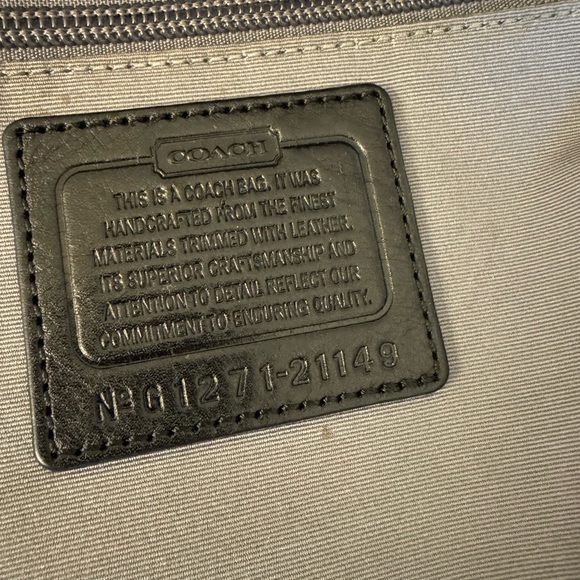 COACH
THIS IS A COACH BAG. IT WAS
HANDCRAFTED FROM THE FINEST
MATERIALS TRIMMED WITH LEATHER.
ITS SUPERIOR CRAFTSMANSHIP AND
ATTENTION TO DETAIL REFLECT OUR
COMMITMENT TO ENDURING QUALITY.
Nº G1271-21149